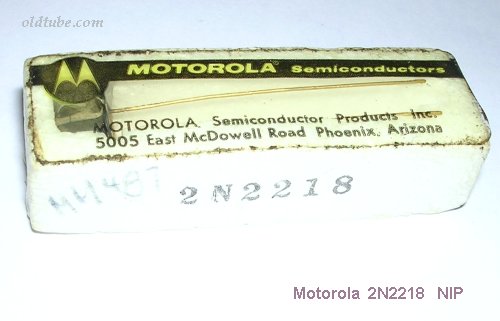 oldtube.com
MOTOROLA Semiconductors
MOTOROLA Semiconductor Products Inc.
5005 East McDowell Road Phoenix, Arizona
2N2218
Motorola 2N2218 NIP